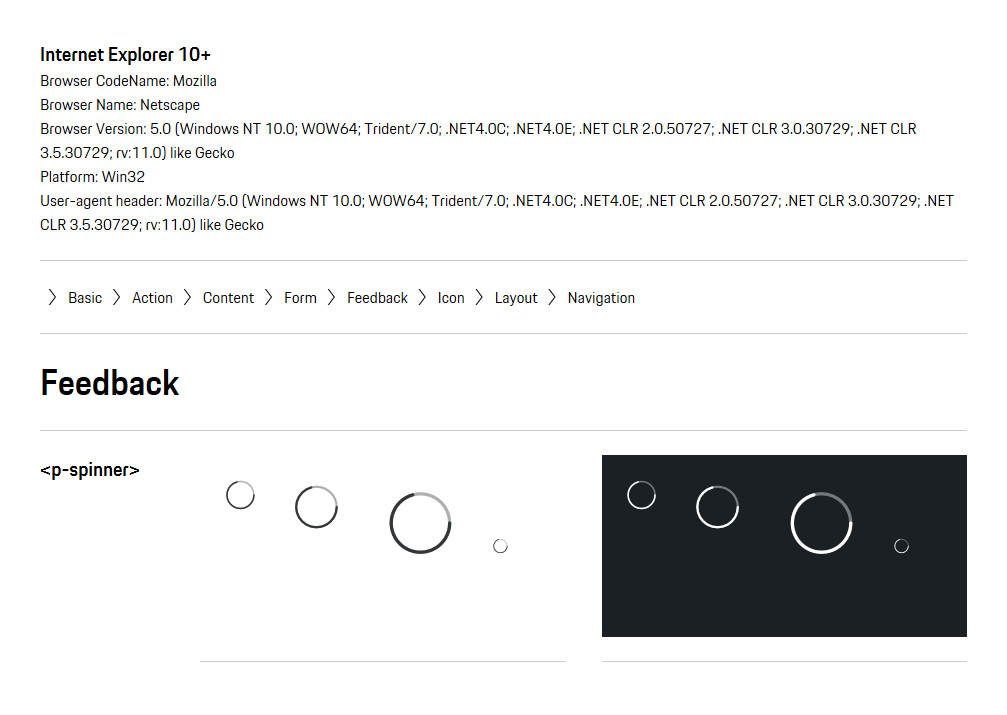 Internet Explorer 10+
Browser CodeName: Mozilla
Browser Name: Netscape
Browser Version: 5.0 (Windows NT 10.0; WOW64; Trident/7.0; .NET4.0C; .NET4.0E; .NET CLR 2.0.50727; .NET CLR 3.0.30729; .NET CLR
3.5.30729; rv:11.0) like Gecko
Platform: Win32
User-agent header: Mozilla/5.0 (Windows NT 10.0; WOW64; Trident/7.0; .NET4.0C; .NET4.0E; .NET CLR 2.0.50727; .NET CLR 3.0.30729; .NET
CLR 3.5.30729; rv:11.0) like Gecko
Basic Action Content Form Feedback Icon Layout Navigation
Feedback
<p-spinner>